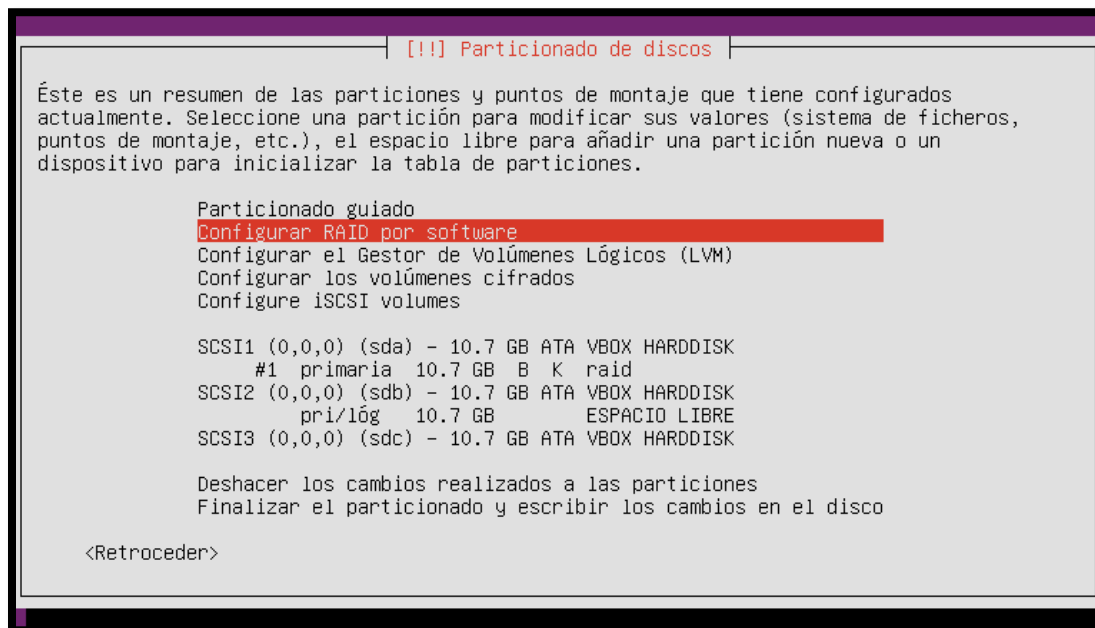 [!!] Particionado de discos
Éste es un resumen de las particiones y puntos de montaje que tiene configurados
actualmente. Seleccione una partición para modificar sus valores (sistema de ficheros,
puntos de montaje, etc.), el espacio libre para añadir una partición nueva o un
dispositivo para inicializar la tabla de particiones.
Particionado guiado
Configurar RAID por software
Configurar el Gestor de Volúmenes Lógicos (LVM)
Configurar los volúmenes cifrados
Configure iSCSI volumes
SCSI1 (0,0,0) (sda) - 10.7 GB ATA VBOX HARDDISK
#1 primaria 10.7 GB B K raid
SCSI2 (0,0,0) (sdb) - 10.7 GB ATA VBOX HARDDISK
pri/lóg 10.7 GB ESPACIO LIBRE
SCSI3 (0,0,0) (sdc) - 10.7 GB ATA VBOX HARDDISK
Deshacer los cambios realizados a las particiones
Finalizar el particionado y escribir los cambios en el disco
<Retroceder>